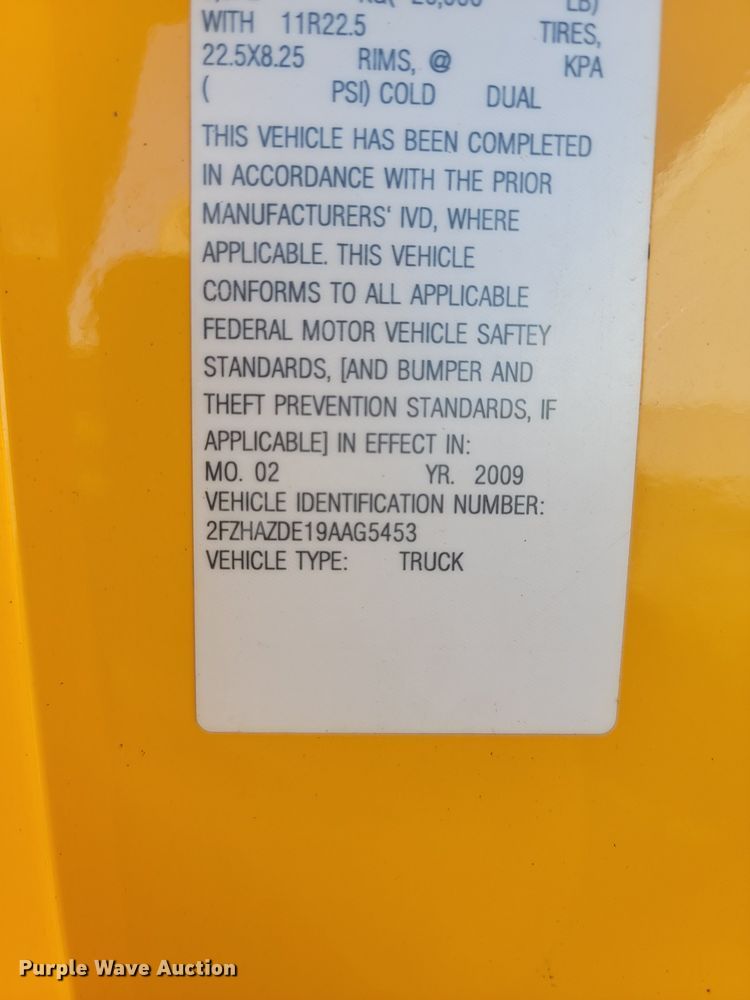 LB)
WITH 11R22.5 TIRES,
22.5X8.25 RIMS, @ KPA
( PSI) COLD DUAL
THIS VEHICLE HAS BEEN COMPLETED
IN ACCORDANCE WITH THE PRIOR
MANUFACTURERS' IVD, WHERE
APPLICABLE. THIS VEHICLE
CONFORMS TO ALL APPLICABLE
FEDERAL MOTOR VEHICLE SAFTEY
STANDARDS, [AND BUMPER AND
THEFT PREVENTION STANDARDS, IF
APPLICABLE] IN EFFECT IN:
MO. 02 YR. 2009
VEHICLE IDENTIFICATION NUMBER:
2FZHAZDE19AAG5453
VEHICLE TYPE: TRUCK
Purple Wave Auction